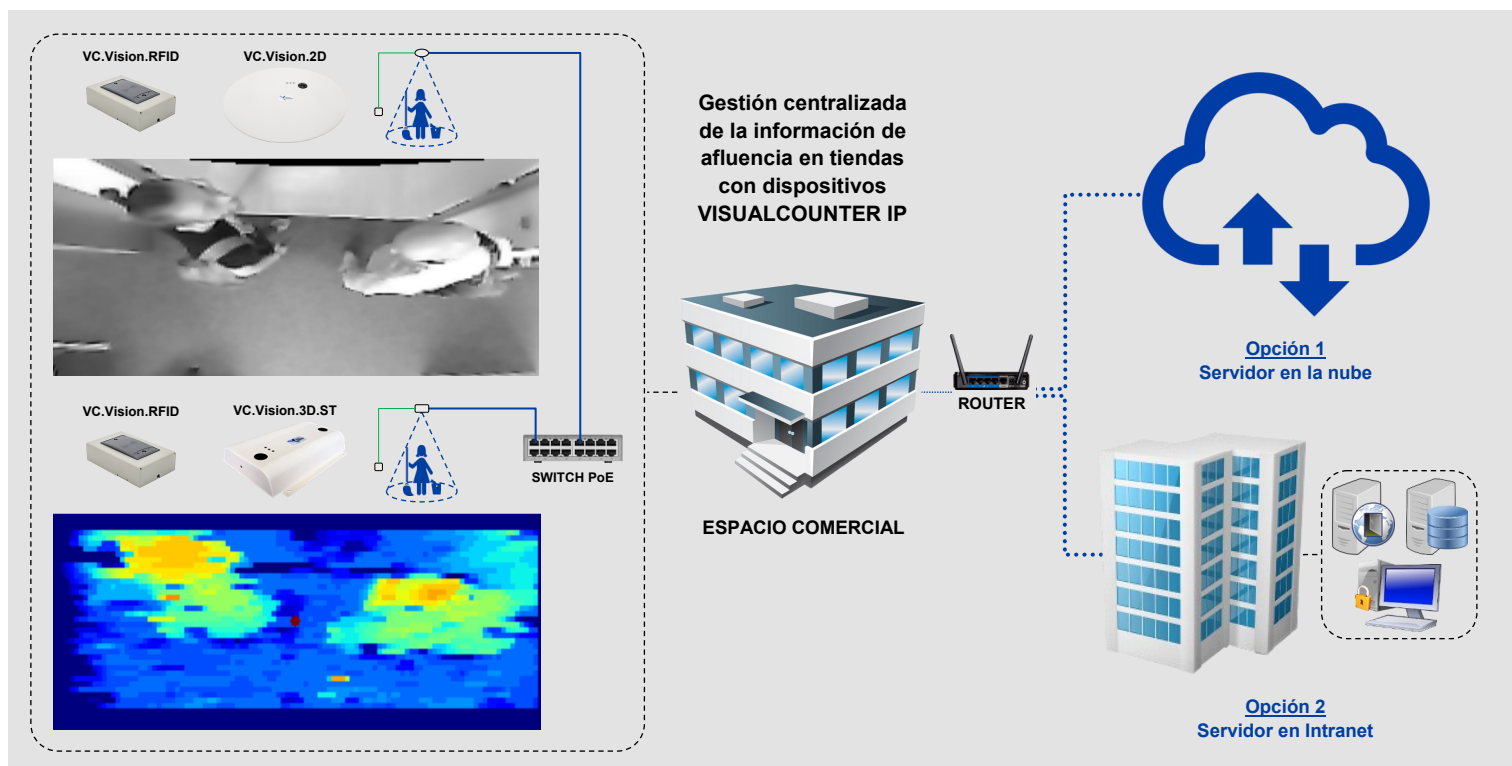 VC.Vision.RFID
VC.Vision.2D
VC.Vision.RFID
VC.Vision.3D.ST
SWITCH PoE
Gestión centralizada
de la información de
afluencia en tiendas
con dispositivos
VISUALCOUNTER IP
ESPACIO COMERCIAL
ROUTER
Opción 1
Servidor en la nube
Opción 2
Servidor en Intranet